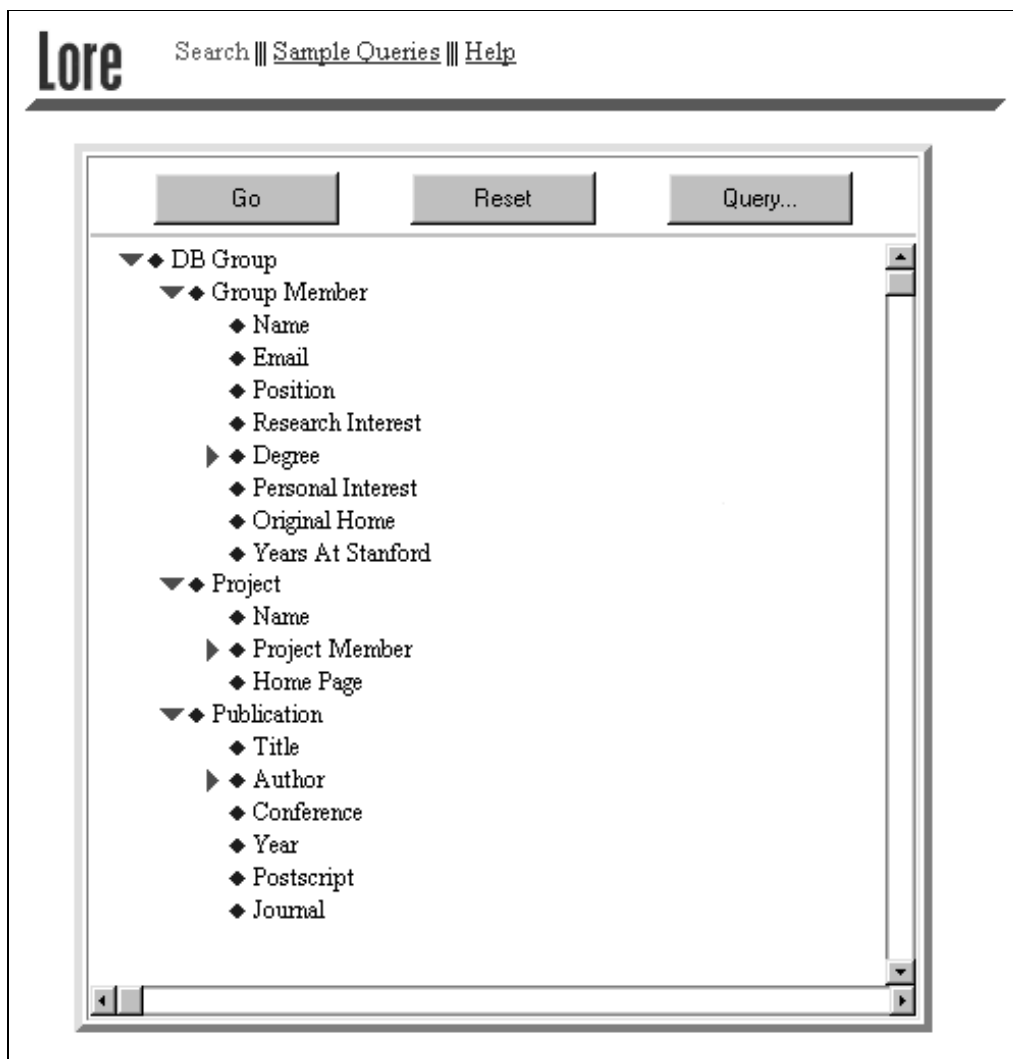 Lore
Search ||| Sample Queries ||| Help
Go Reset Query...
DB Group
Group Member
Name
Email
Position
Research Interest
Degree
Personal Interest
Original Home
Years At Stanford
Project
Name
Project Member
Home Page
Publication
Title
Author
Conference
Year
Postscript
Journal